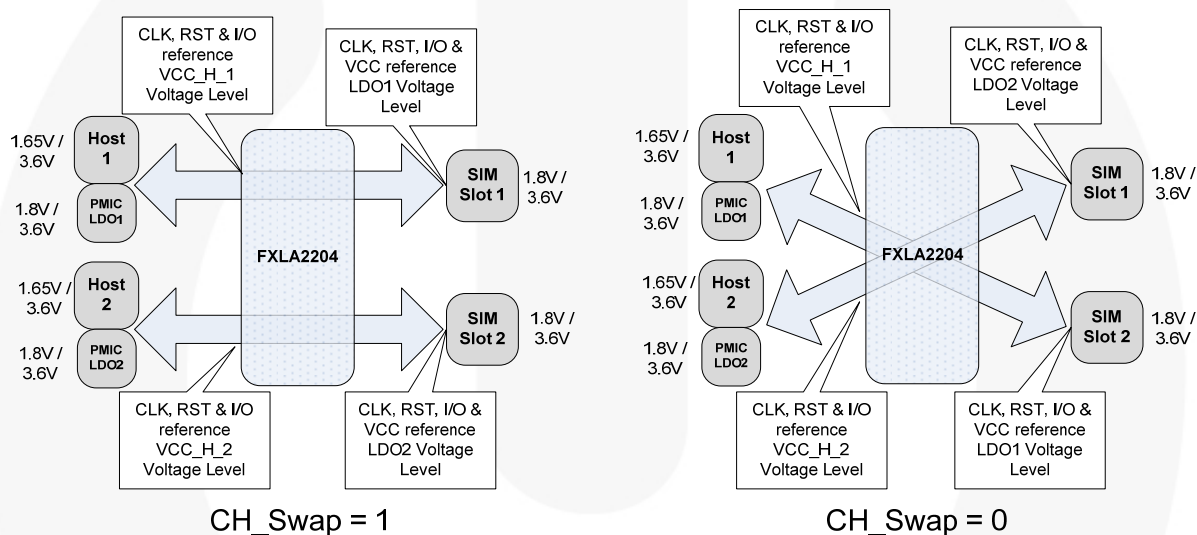 CLK, RST & I/O
reference
VCC_H_1
Voltage Level
CLK, RST, I/O &
VCC reference
LDO1 Voltage
Level
1.65V /
3.6V
Host
1
1.8V /
3.6V
PMIC
LDO1
SIM
Slot 1
1.8V /
3.6V
FXLA2204
1.65V /
3.6V
Host
2
1.8V /
3.6V
PMIC
LDO2
SIM
Slot 2
1.8V /
3.6V
CLK, RST & I/O
reference
VCC_H_2
Voltage Level
CLK, RST, I/O &
VCC reference
LDO2 Voltage
Level
CH_Swap = 1
CLK, RST & I/O
reference
VCC_H_1
Voltage Level
CLK, RST, I/O &
VCC reference
LDO2 Voltage
Level
1.65V /
3.6V
Host
1
1.8V /
3.6V
PMIC
LDO1
SIM
Slot 1
1.8V /
3.6V
FXLA2204
1.65V /
3.6V
Host
2
1.8V /
3.6V
PMIC
LDO2
SIM
Slot 2
1.8V /
3.6V
CLK, RST & I/O
reference
VCC_H_2
Voltage Level
CLK, RST, I/O &
VCC reference
LDO1 Voltage
Level
CH_Swap = 0